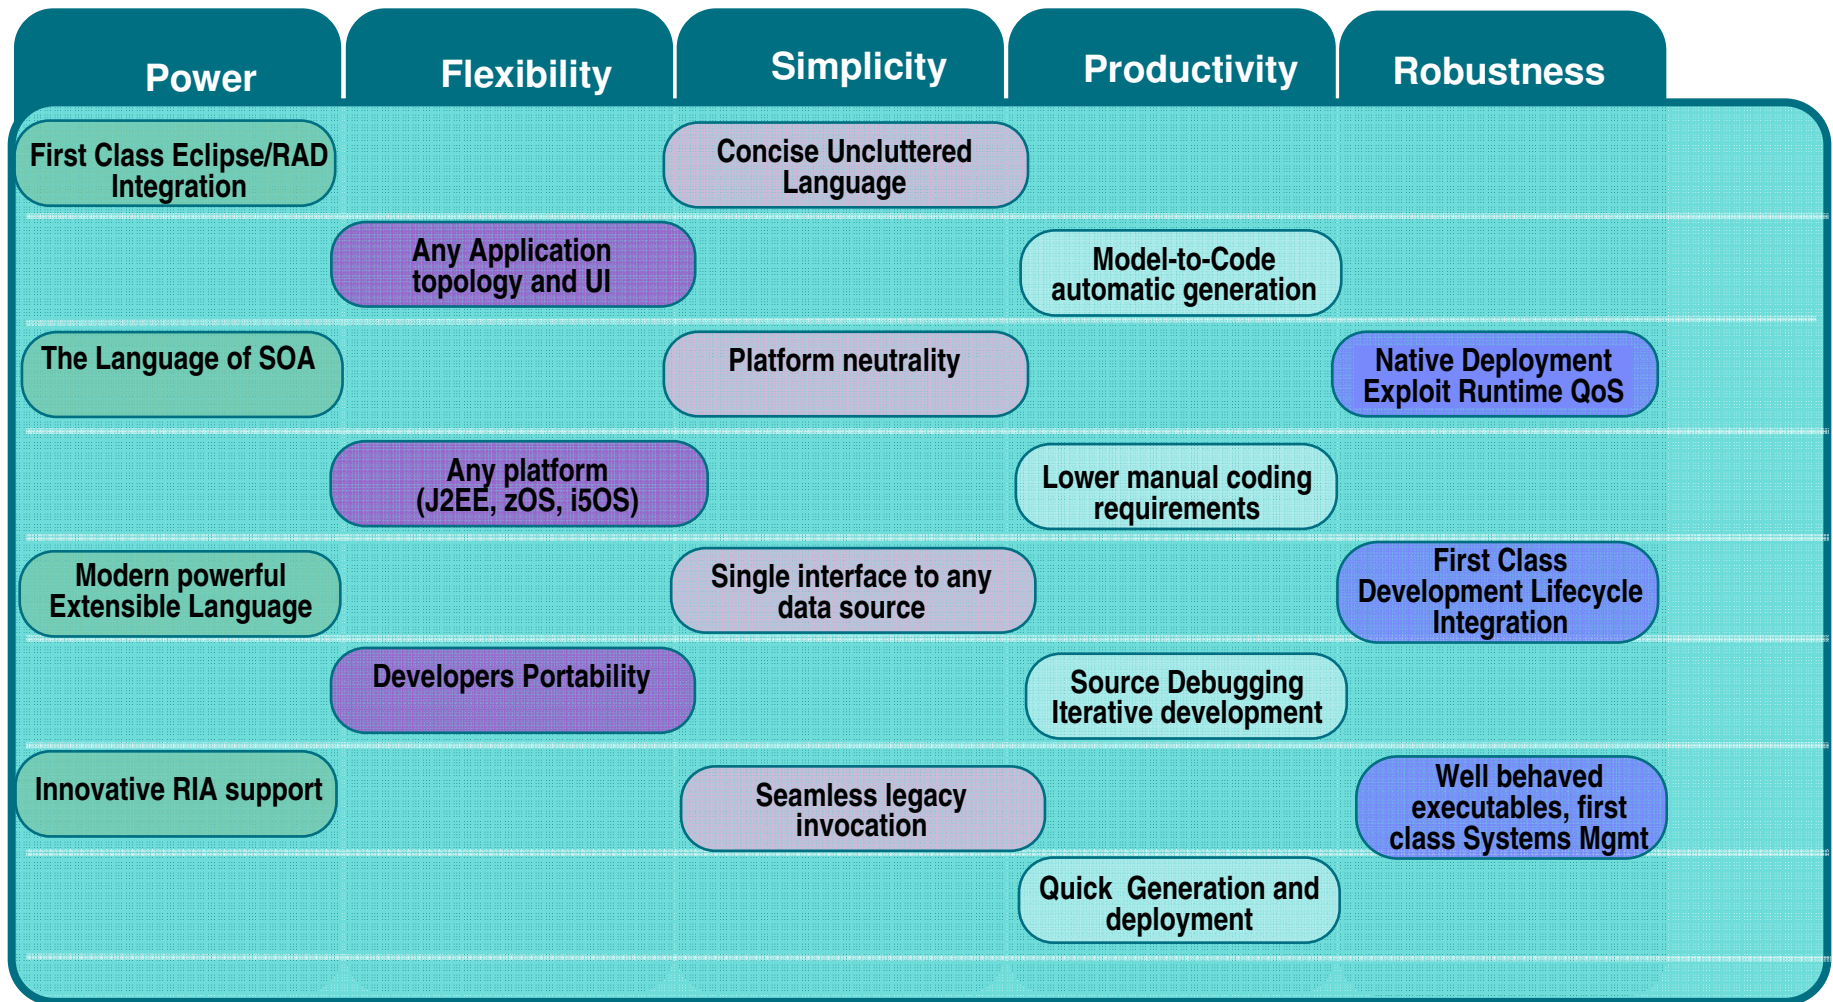 Power
Flexibility
Simplicity
Productivity
Robustness
First Class Eclipse/RAD
Integration
Concise Uncluttered
Language
Any Application
topology and UI
Model-to-Code
automatic generation
The Language of SOA
Platform neutrality
Native Deployment
Exploit Runtime QoS
Any platform
(J2EE, zOS, i5OS)
Lower manual coding
requirements
Modern powerful
Extensible Language
Single interface to any
data source
First Class
Development Lifecycle
Integration
Developers Portability
Source Debugging
Iterative development
Innovative RIA support
Seamless legacy
invocation
Well behaved
executables, first
class Systems Mgmt
Quick  Generation and
deployment